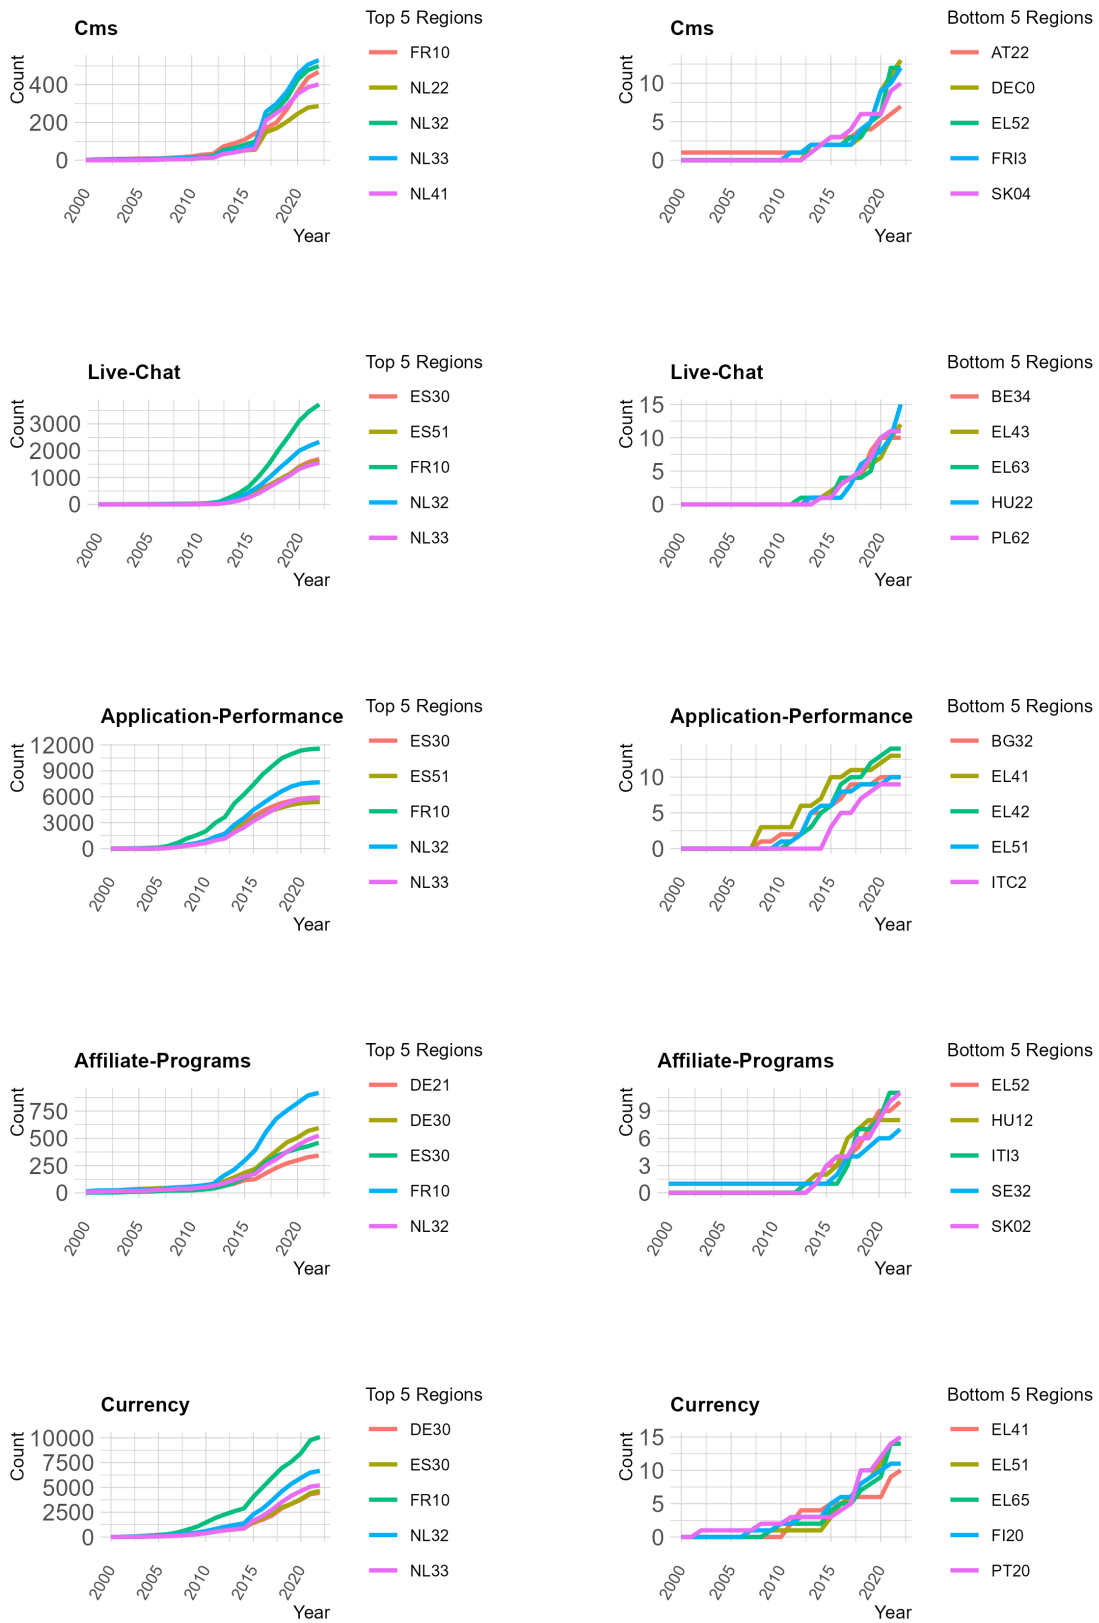 Cms
Count
400
200
0
2000
2005
2010
2015
2020
Year
Top 5 Regions
FR10
NL22
NL32
NL33
NL41
Cms
Count
10
5
0
2000
2005
2010
2015
2020
Year
Bottom 5 Regions
AT22
DEC0
EL52
FRI3
SK04
Live-Chat
Count
3000
2000
1000
0
2000
2005
2010
2015
2020
Year
Top 5 Regions
ES30
ES51
FR10
NL32
NL33
Live-Chat
Count
15
10
5
0
2000
2005
2010
2015
2020
Year
Bottom 5 Regions
BE34
EL43
EL63
HU22
PL62
Application-Performance
Count
12000
9000
6000
3000
0
2000
2005
2010
2015
2020
Year
Top 5 Regions
ES30
ES51
FR10
NL32
NL33
Application-Performance
Count
10
5
0
2000
2005
2010
2015
2020
Year
Bottom 5 Regions
BG32
EL41
EL42
EL51
ITC2
Affiliate-Programs
Count
750
500
250
0
2000
2005
2010
2015
2020
Year
Top 5 Regions
DE21
DE30
ES30
FR10
NL32
Affiliate-Programs
Count
9
6
3
0
2000
2005
2010
2015
2020
Year
Bottom 5 Regions
EL52
HU12
ITI3
SE32
SK02
Currency
Count
10000
7500
5000
2500
0
2000
2005
2010
2015
2020
Year
Top 5 Regions
DE30
ES30
FR10
NL32
NL33
Currency
Count
15
10
5
0
2000
2005
2010
2015
2020
Year
Bottom 5 Regions
EL41
EL51
EL65
FI20
PT20